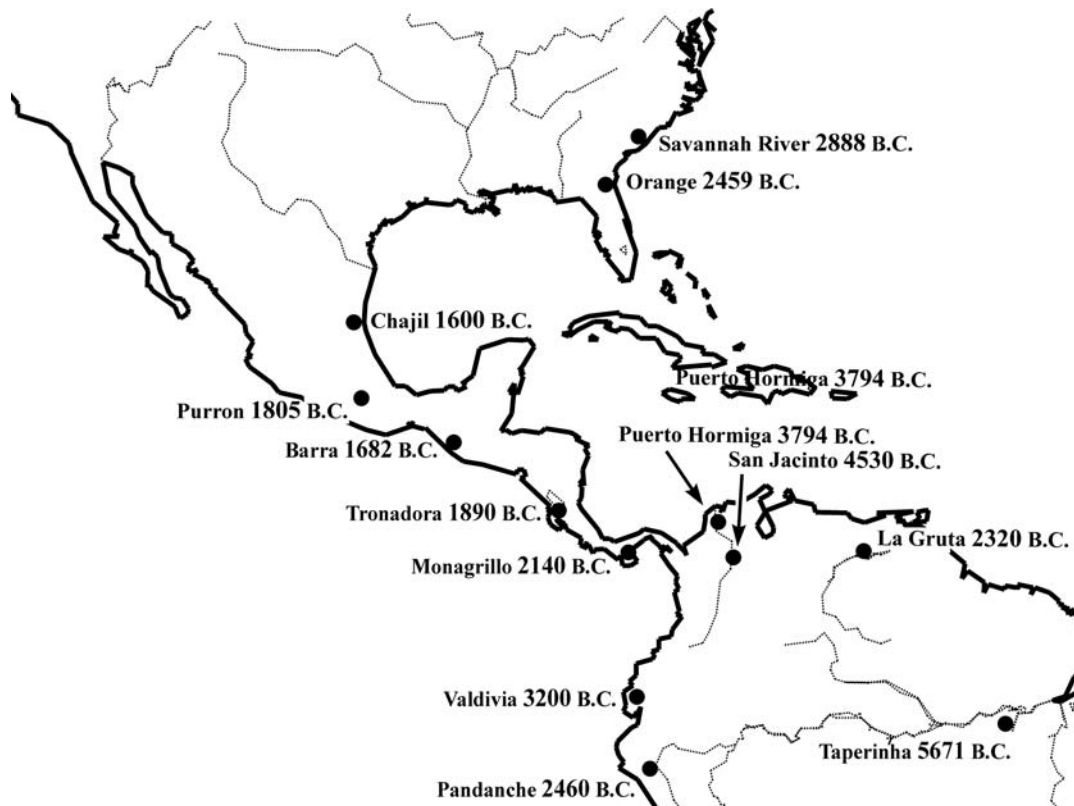 Savannah River 2888 B.C.
Orange 2459 B.C.
Chajil 1600 B.C.
Puerto Hormiga 3794 B.C.
Purron 1805 B.C.
Puerto Hormiga 3794 B.C.
Barra 1682 B.C.
San Jacinto 4530 B.C.
Tronadora 1890 B.C.
La Gruta 2320 B.C.
Monagrillo 2140 B.C.
Valdivia 3200 B.C.
Taperinha 5671 B.C.
Pandanche 2460 B.C.